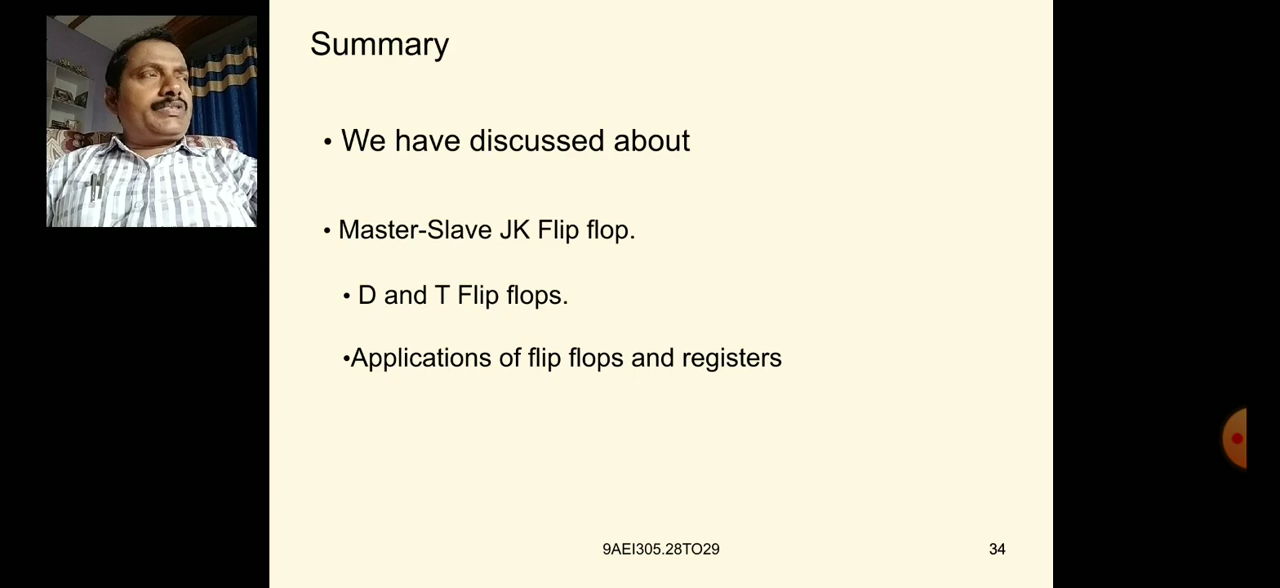 Summary
• We have discussed about
• Master-Slave JK Flip flop.
• D and T Flip flops.
•Applications of flip flops and registers
9AEI305.28TO29
34